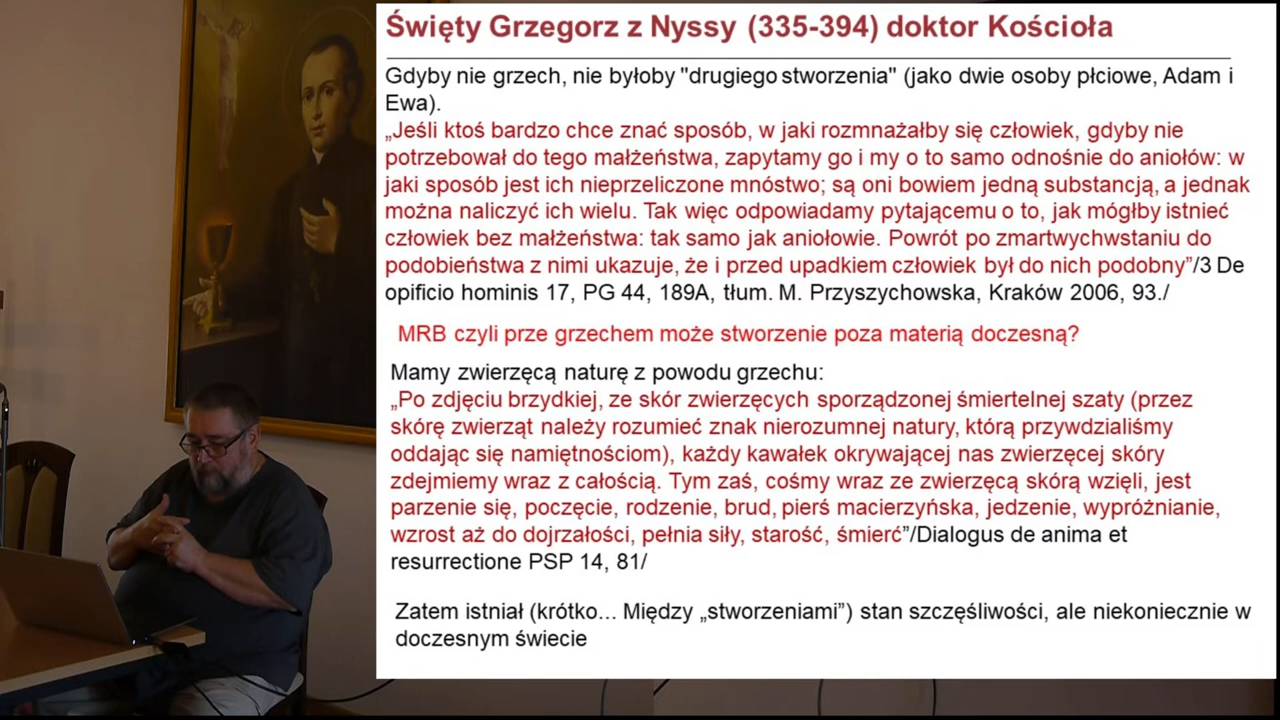 Święty Grzegorz z Nyssy (335-394) doktor Kościoła
Gdyby nie grzech, nie byłoby "drugiego stworzenia" (jako dwie osoby płciowe, Adam i
Ewa).
„Jeśli ktoś bardzo chce znać sposób, w jaki rozmnażałby się człowiek, gdyby nie
potrzebował do tego małżeństwa, zapytamy go i my o to samo odnośnie do aniołów: w
jaki sposób jest ich nieprzeliczone mnóstwo; są oni bowiem jedną substancją, a jednak
można naliczyć ich wielu. Tak więc odpowiadamy pytającemu o to, jak mógłby istnieć
człowiek bez małżeństwa: tak samo jak aniołowie. Powrót po zmartwychwstaniu do
podobieństwa z nimi ukazuje, że i przed upadkiem człowiek był do nich podobny”/3 De
opificio hominis 17, PG 44, 189A, tłum. M. Przyszychowska, Kraków 2006, 93./
MRB czyli prze grzechem może stworzenie poza materią doczesną?
Mamy zwierzęcą naturę z powodu grzechu:
„Po zdjęciu brzydkiej, ze skór zwierzęcych sporządzonej śmiertelnej szaty (przez
skórę zwierząt należy rozumieć znak nierozumnej natury, którą przywdzialiśmy
oddając się namiętnościom), każdy kawałek okrywającej nas zwierzęcej skóry
zdejmiemy wraz z całością. Tym zaś, cośmy wraz ze zwierzęcą skórą wzięli, jest
parzenie się, poczęcie, rodzenie, brud, pierś macierzyńska, jedzenie, wypróżnianie,
wzrost aż do dojrzałości, pełnia siły, starość, śmierć”/Dialogus de anima et
resurrectione PSP 14, 81/
Zatem istniał (krótko... Między „stworzeniami”) stan szczęśliwości, ale niekoniecznie w
doczesnym świecie